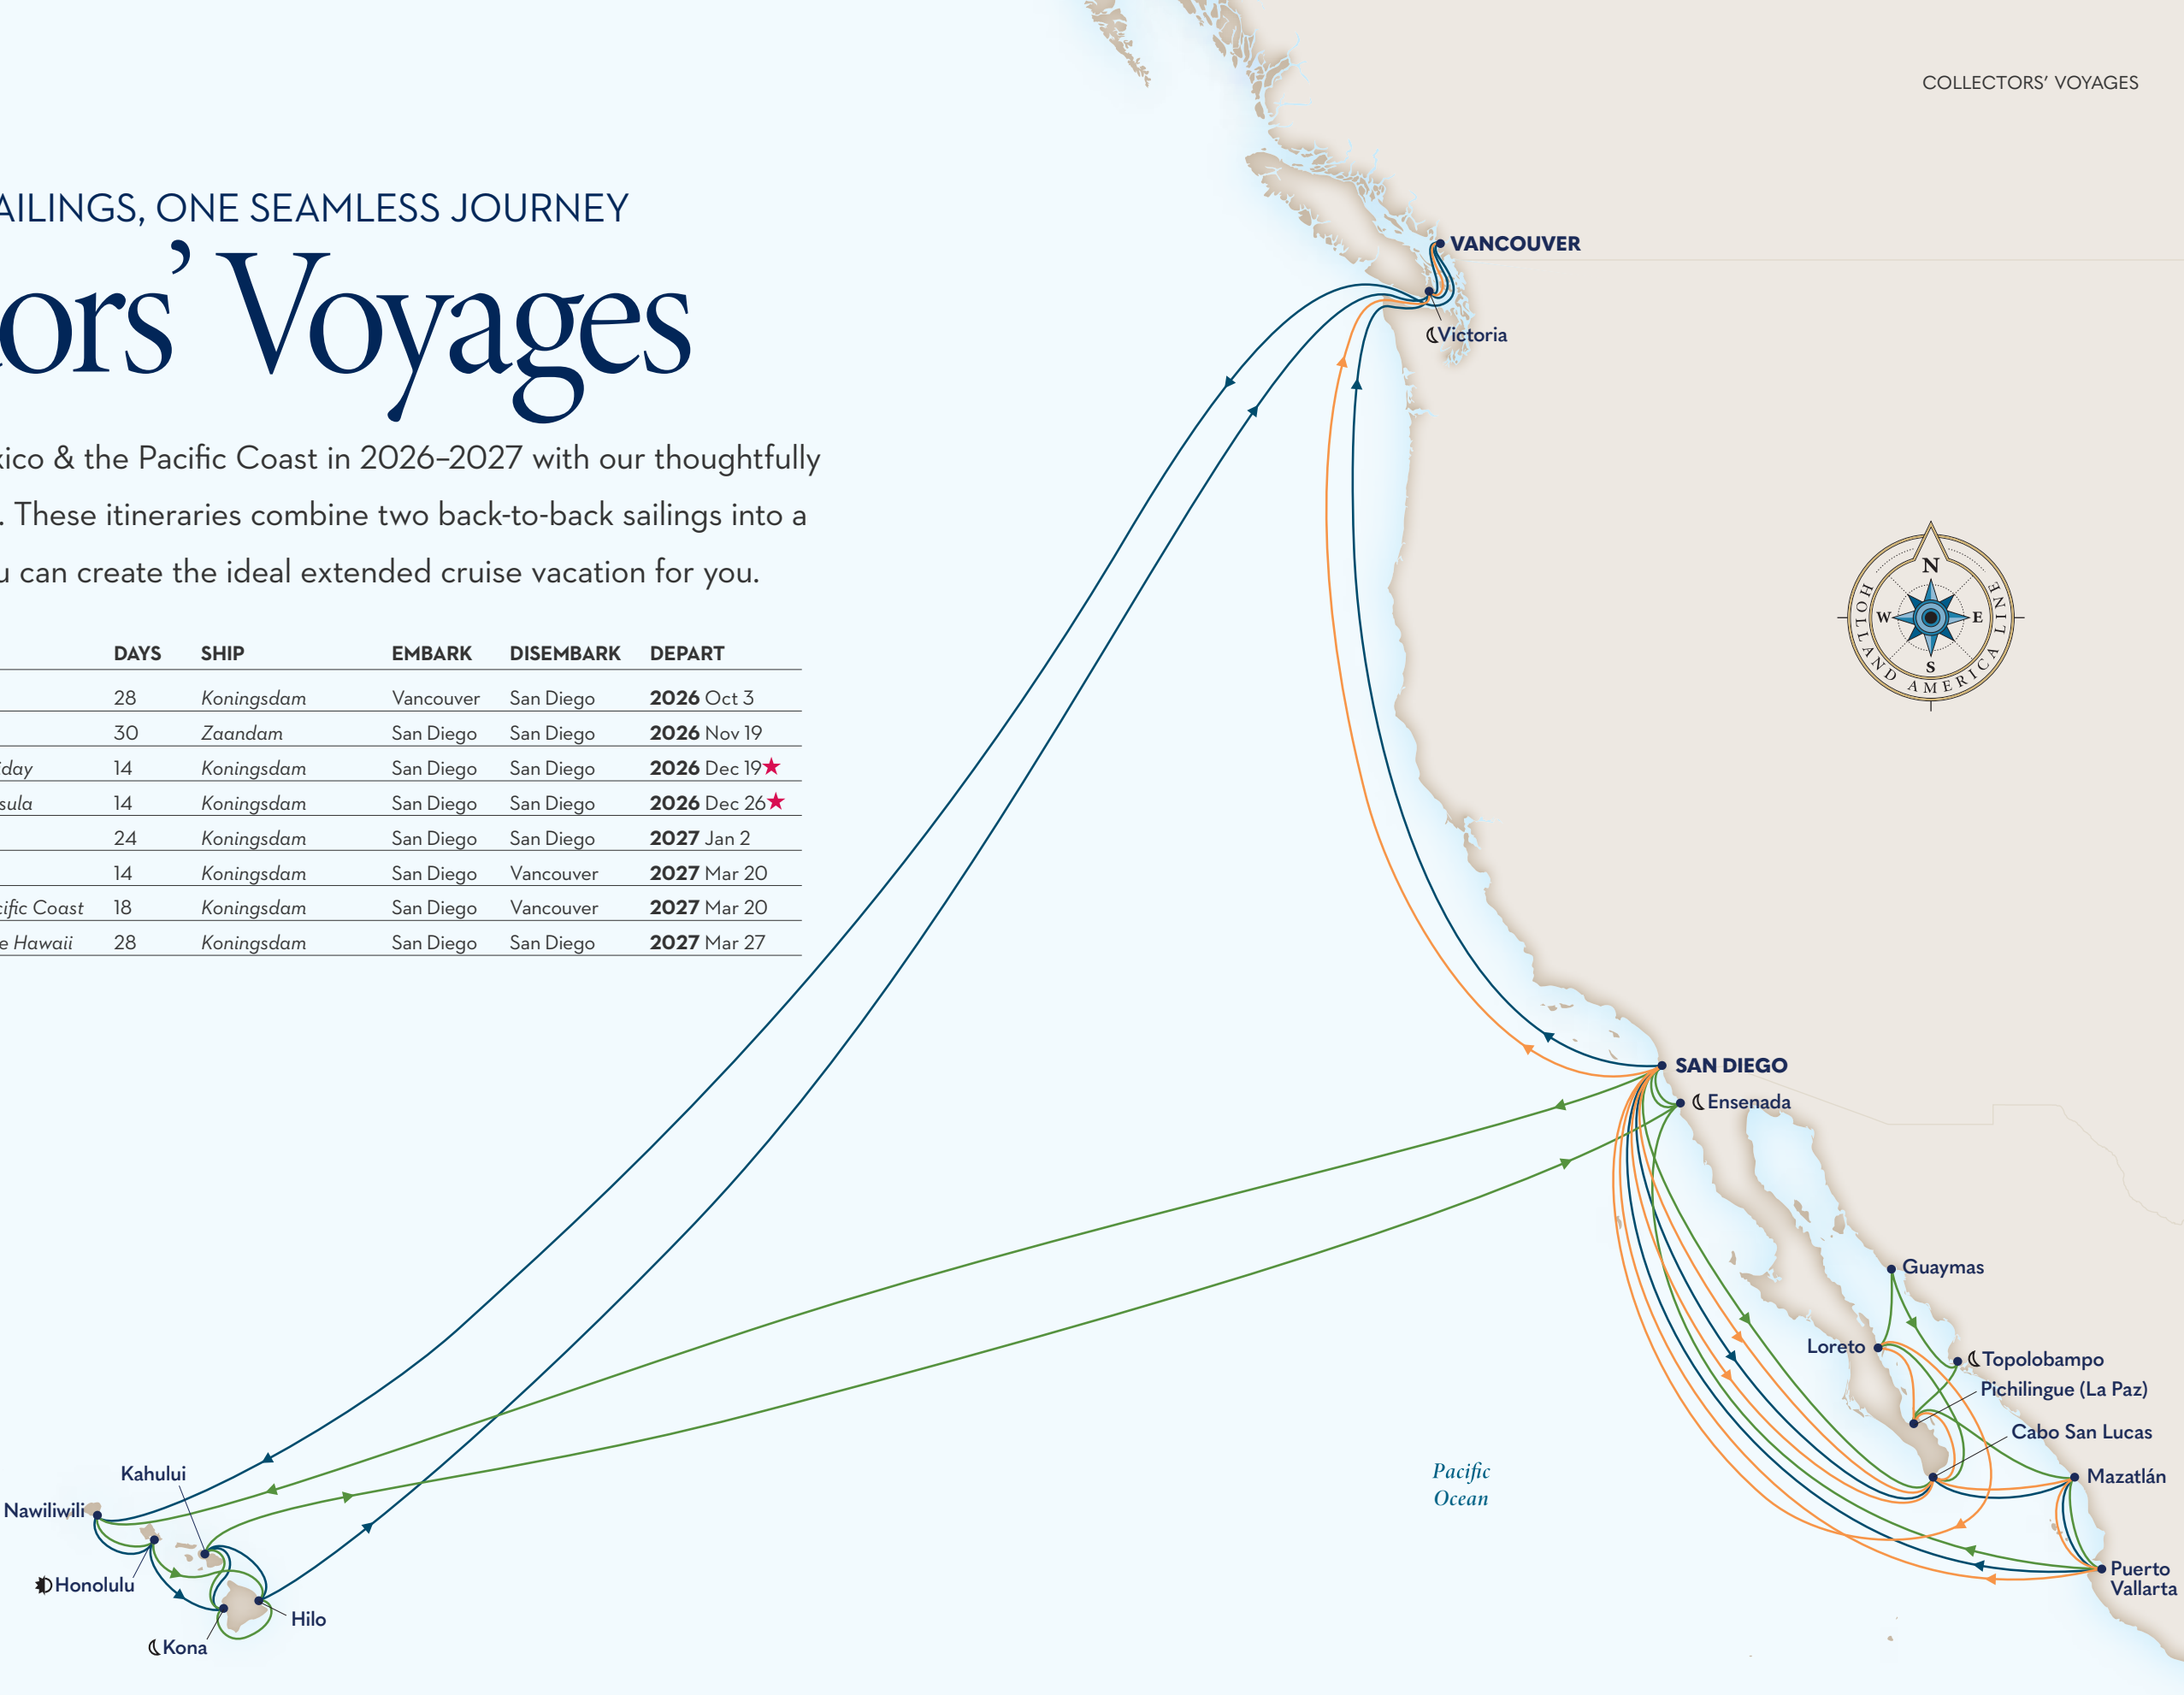 COLLECTORS’ VOYAGES
AILINGS, ONE SEAMLESS JOURNEY
ors’ Voyages
xico & the Pacific Coast in 2026–2027 with our thoughtfully
. These itineraries combine two back-to-back sailings into a
u can create the ideal extended cruise vacation for you.
DAYS SHIP EMBARK DISEMBARK DEPART
28 Koningsdam Vancouver San Diego 2026 Oct 3
30 Zaandam San Diego San Diego 2026 Nov 19
day 14 Koningsdam San Diego San Diego 2026 Dec 19★
sula 14 Koningsdam San Diego San Diego 2026 Dec 26★
24 Koningsdam San Diego San Diego 2027 Jan 2
14 Koningsdam San Diego Vancouver 2027 Mar 20
cific Coast 18 Koningsdam San Diego Vancouver 2027 Mar 20
e Hawaii 28 Koningsdam San Diego San Diego 2027 Mar 27
VANCOUVER
Victoria
N
W E
S
HOLLAND AMERICA LINE
SAN DIEGO
Ensenada
Guaymas
Loreto
Topolobampo
Pichilingue (La Paz)
Cabo San Lucas
Mazatlán
Puerto
Vallarta
Pacific
Ocean
Kahului
Nawiliwili
Honolulu
Hilo
Kona